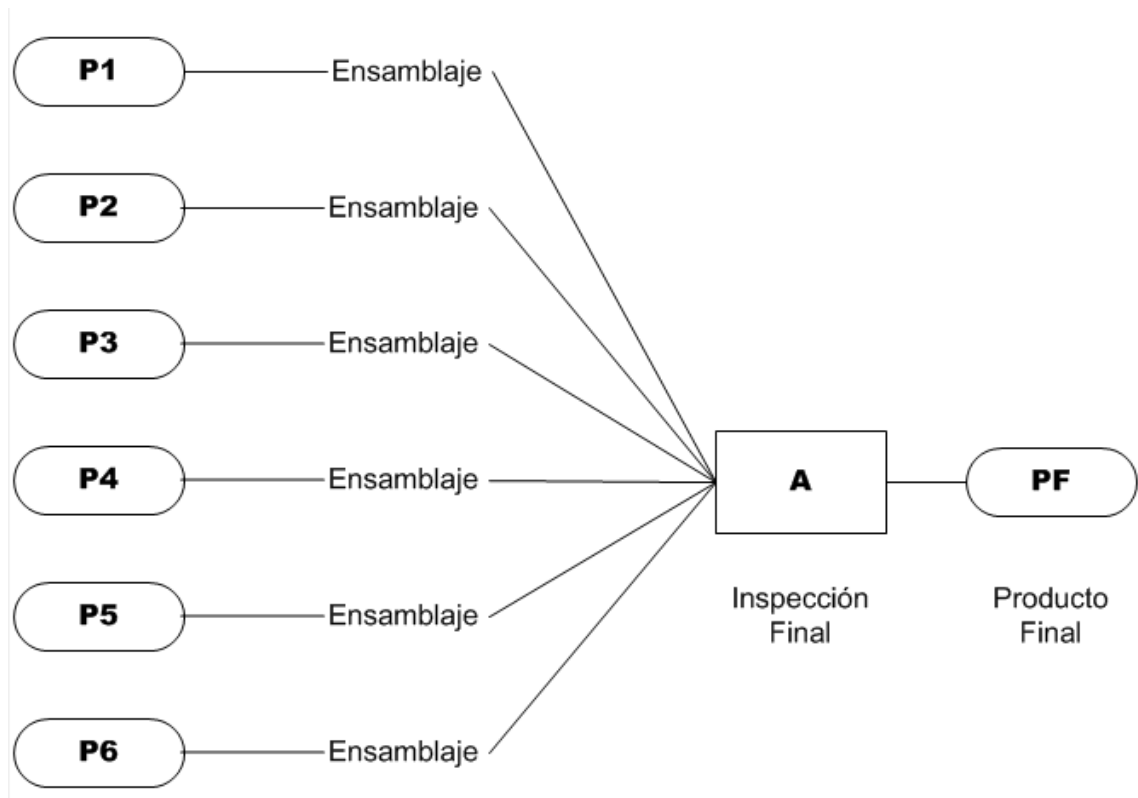 P1 Ensamblaje
P2 Ensamblaje
P3 Ensamblaje
P4 Ensamblaje
P5 Ensamblaje
P6 Ensamblaje
A
PF
Inspección
Final
Producto
Final